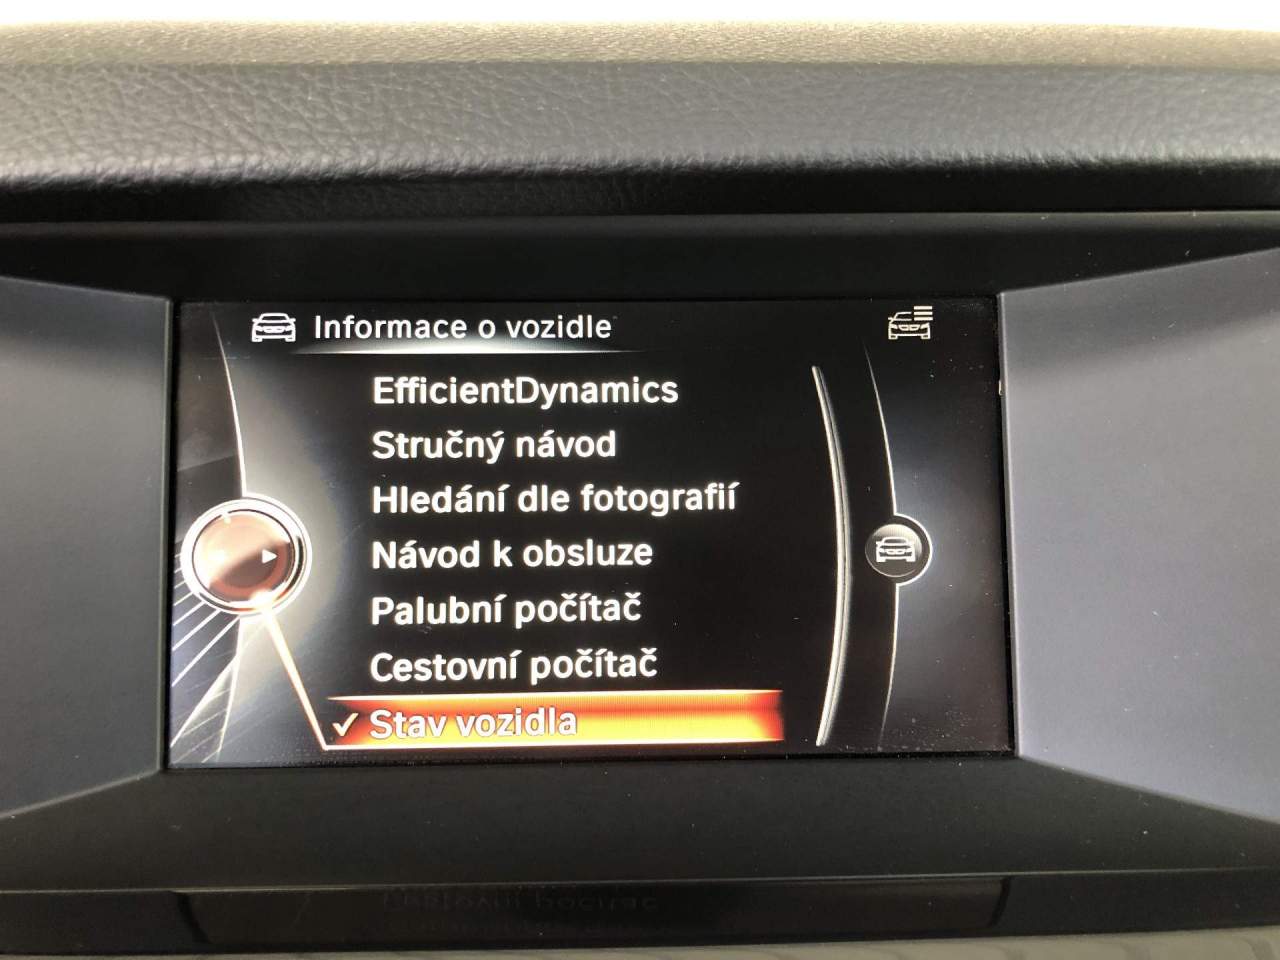 Informace o vozidle
EfficientDynamics
Stručný návod
Hledání dle fotografií
Návod k obsluze
Palubní počítač
Cestovní počítač
✓ Stav vozidla